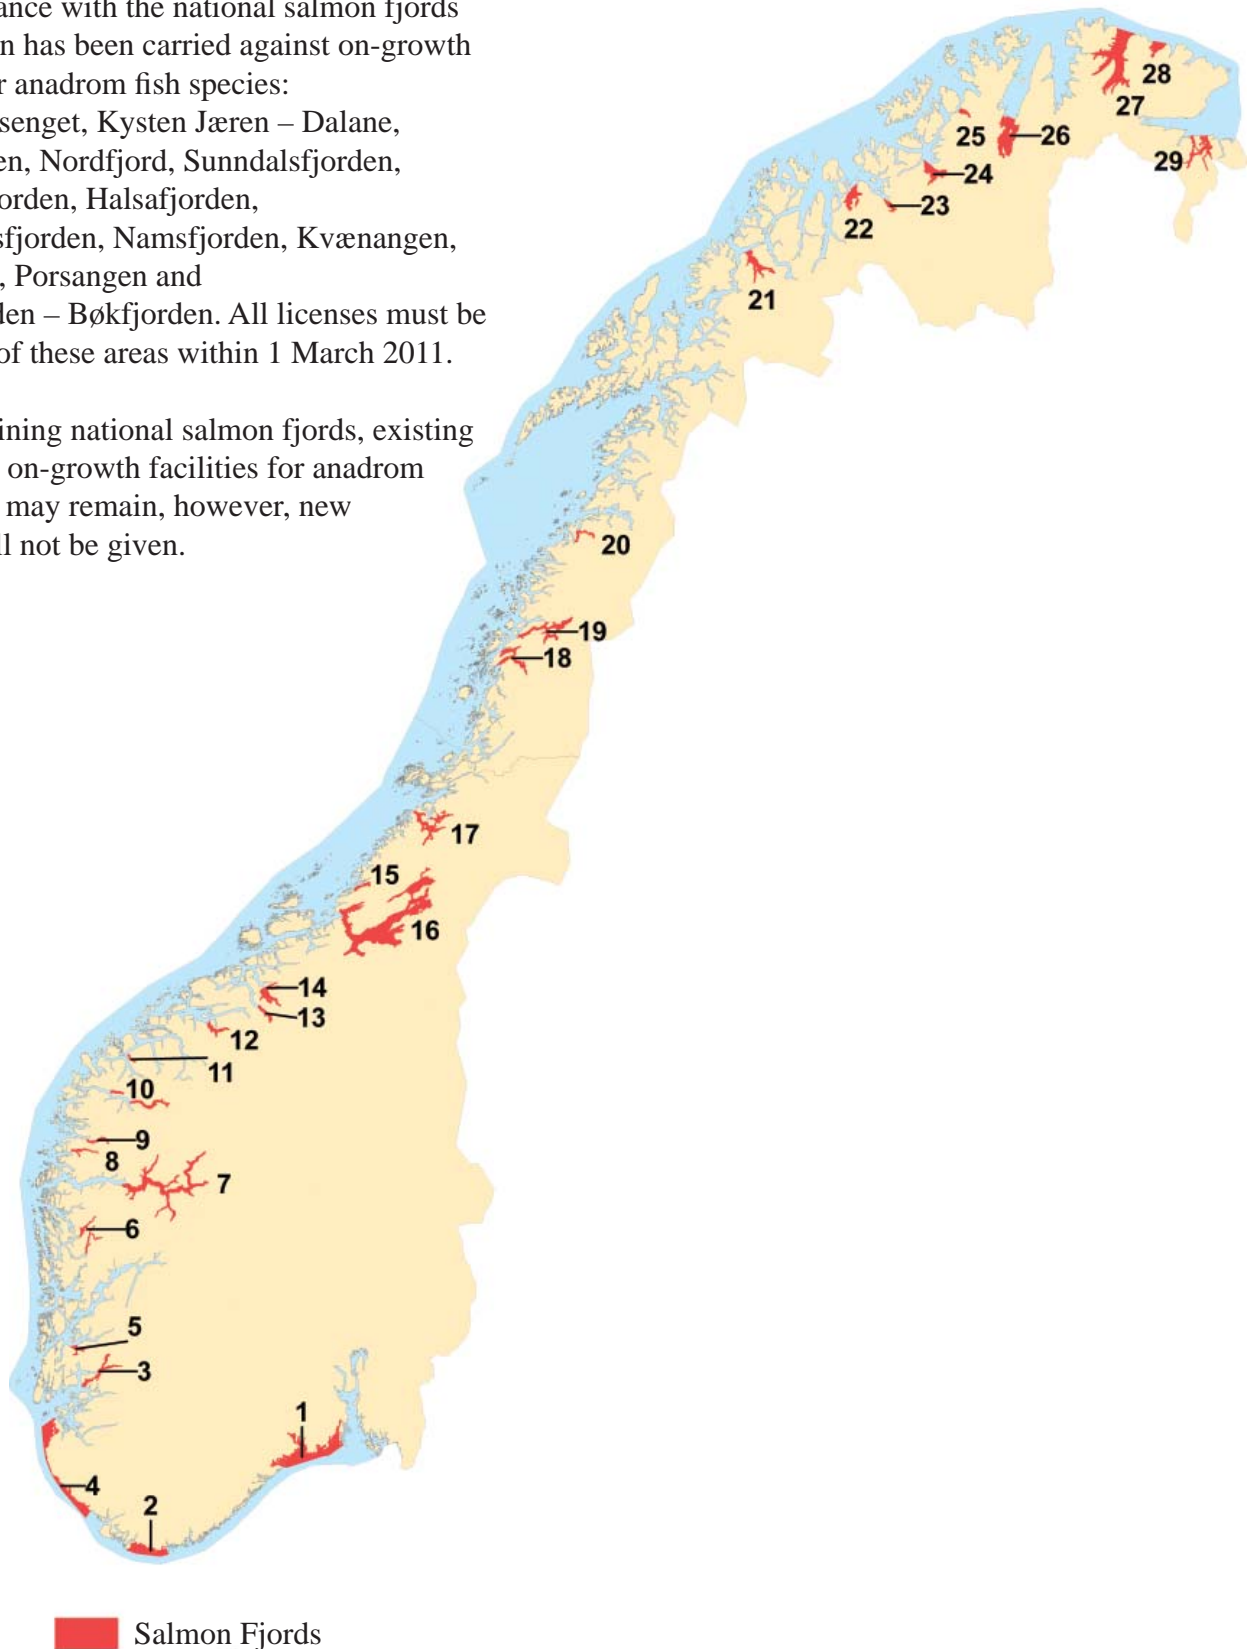 ance with the national salmon fjords
n has been carried against on-growth
r anadrom fish species:
senget, Kysten Jæren – Dalane,
en, Nordfjord, Sunndalsfjorden,
orden, Halsafjorden,
sfjorden, Namsfjorden, Kvænangen,
, Porsangen and
den – Bøkfjorden. All licenses must be
of these areas within 1 March 2011.
ining national salmon fjords, existing
on-growth facilities for anadrom
may remain, however, new
ll not be given.
28
27
25
26
29
24
23
22
21
20
19
18
17
15
16
14
13
12
11
10
9
8
7
6
5
3
1
4
2
Salmon Fjords